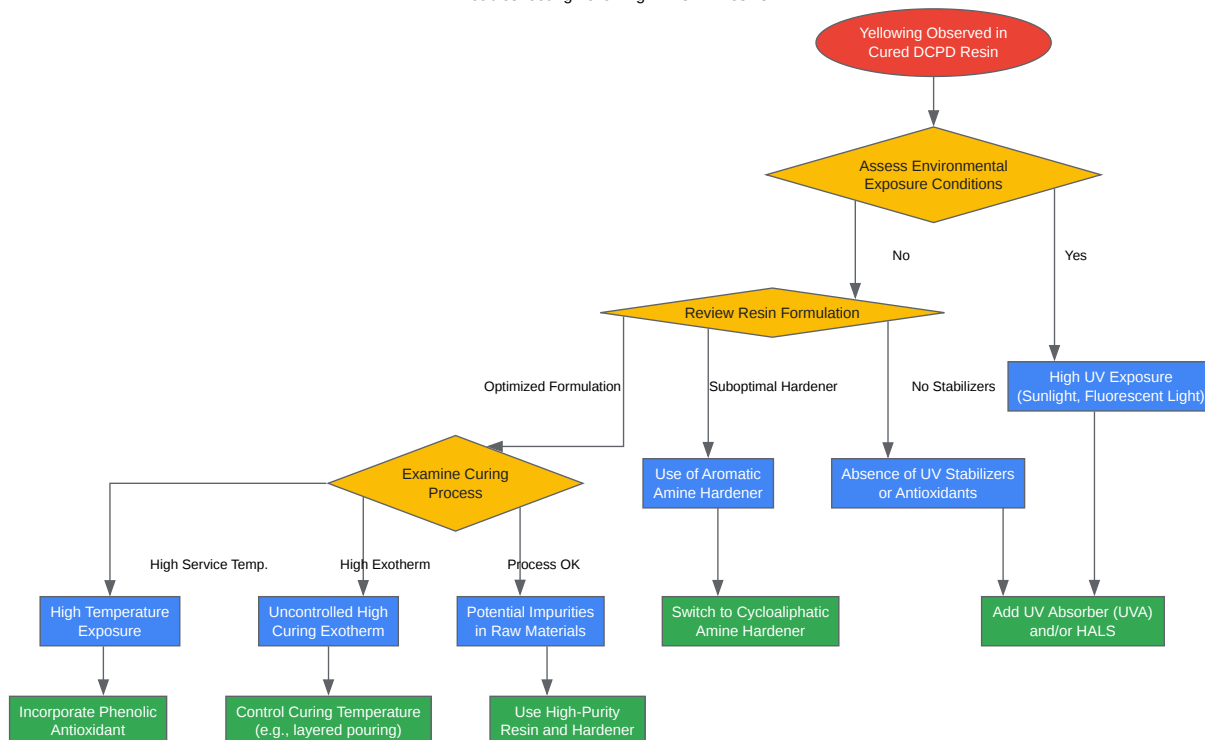 Yellowing Observed in
Cured DCPD Resin
Assess Environmental
Exposure Conditions
No
Yes
Review Resin Formulation
High UV Exposure
(Sunlight, Fluorescent Light)
Optimized Formulation
Suboptimal Hardener
No Stabilizers
Examine Curing
Process
Use of Aromatic
Amine Hardener
Absence of UV Stabilizers
or Antioxidants
High Service Temp.
High Exotherm
Process OK
High Temperature
Exposure
Uncontrolled High
Curing Exotherm
Potential Impurities
in Raw Materials
Switch to Cycloaliphatic
Amine Hardener
Add UV Absorber (UVA)
and/or HALS
Incorporate Phenolic
Antioxidant
Control Curing Temperature
(e.g., layered pouring)
Use High-Purity
Resin and Hardener